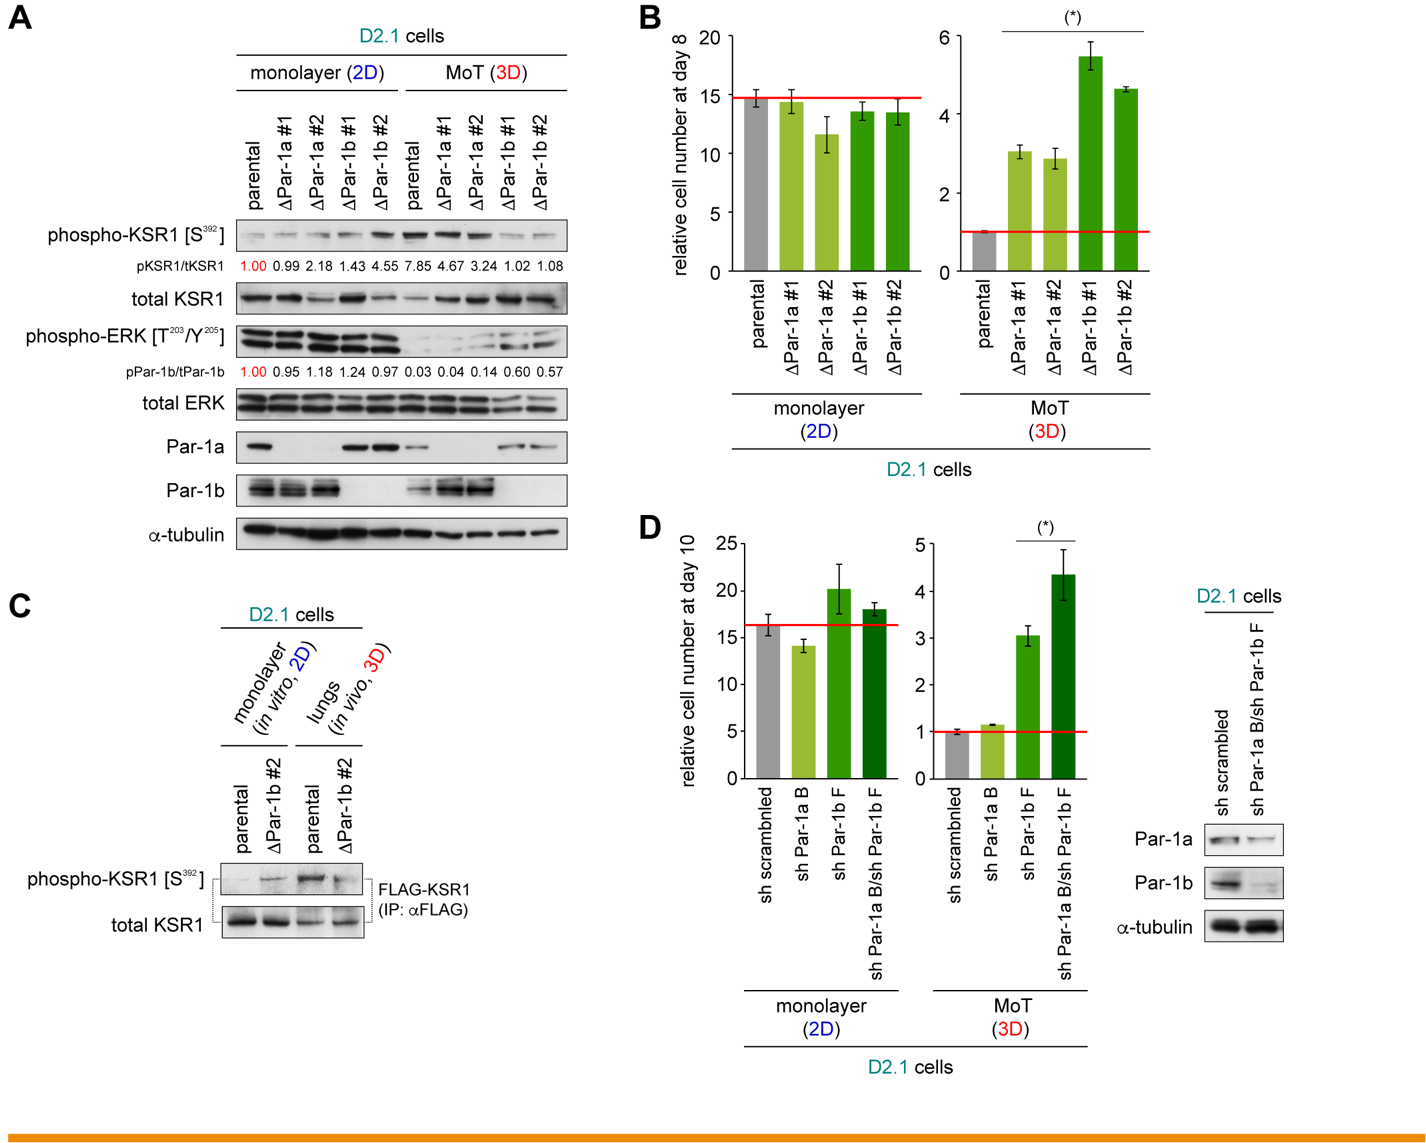 A
D2.1 cells
monolayer (2D)
MoT (3D)
parental
ΔPar-1a #1
ΔPar-1a #2
ΔPar-1b #1
ΔPar-1b #2
parental
ΔPar-1a #1
ΔPar-1a #2
ΔPar-1b #1
ΔPar-1b #2
phospho-KSR1 [S³⁹²]
pKSR1/tKSR1 1.00 0.99 2.18 1.43 4.55 7.85 4.67 3.24 1.02 1.08
total KSR1
phospho-ERK [T²⁰³/Y²⁰⁵]
pPar-1b/tPar-1b 1.00 0.95 1.18 1.24 0.97 0.03 0.04 0.14 0.60 0.57
total ERK
Par-1a
Par-1b
α-tubulin
B
relative cell number at day 8
20
15
10
5
0
parental
ΔPar-1a #1
ΔPar-1a #2
ΔPar-1b #1
ΔPar-1b #2
monolayer
(2D)
(*)
6
4
2
0
parental
ΔPar-1a #1
ΔPar-1a #2
ΔPar-1b #1
ΔPar-1b #2
MoT
(3D)
D2.1 cells
C
D2.1 cells
monolayer
(in vitro, 2D)
lungs
(in vivo, 3D)
parental
ΔPar-1b #2
parental
ΔPar-1b #2
phospho-KSR1 [S³⁹²]
total KSR1
FLAG-KSR1
(IP: αFLAG)
D
relative cell number at day 10
25
20
15
10
5
0
sh scrambnled
sh Par-1a B
sh Par-1b F
sh Par-1a B/sh Par-1b F
monolayer
(2D)
(*)
5
4
3
2
1
0
sh scrambnled
sh Par-1a B
sh Par-1b F
sh Par-1a B/sh Par-1b F
MoT
(3D)
D2.1 cells
D2.1 cells
sh scrambled
sh Par-1a B/sh Par-1b F
Par-1a
Par-1b
α-tubulin